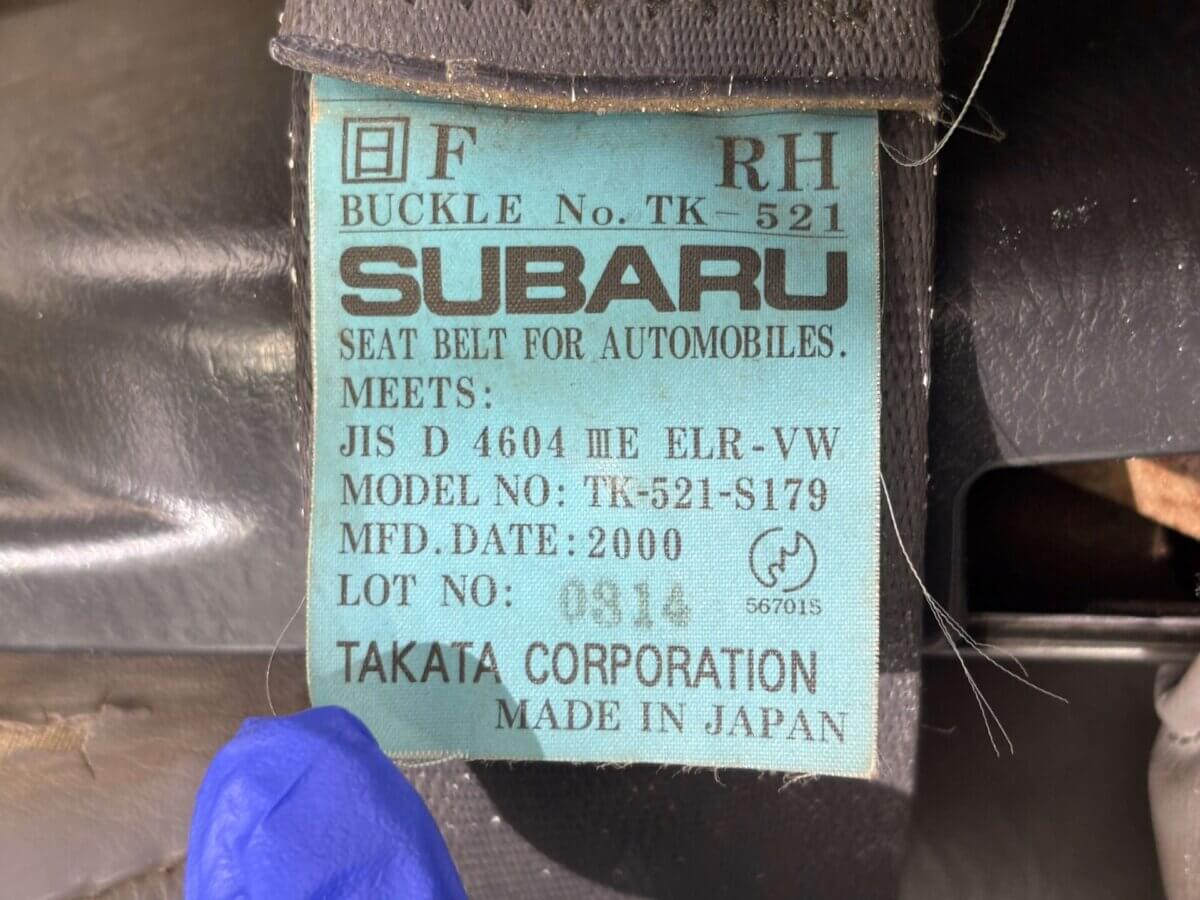 日 F RH
BUCKLE No. TK-521
SUBARU
SEAT BELT FOR AUTOMOBILES.
MEETS:
JIS D 4604 ⅢE ELR-VW
MODEL NO: TK-521-S179
MFD.DATE:2000
LOT NO: 0814
567015
TAKATA CORPORATION
MADE IN JAPAN